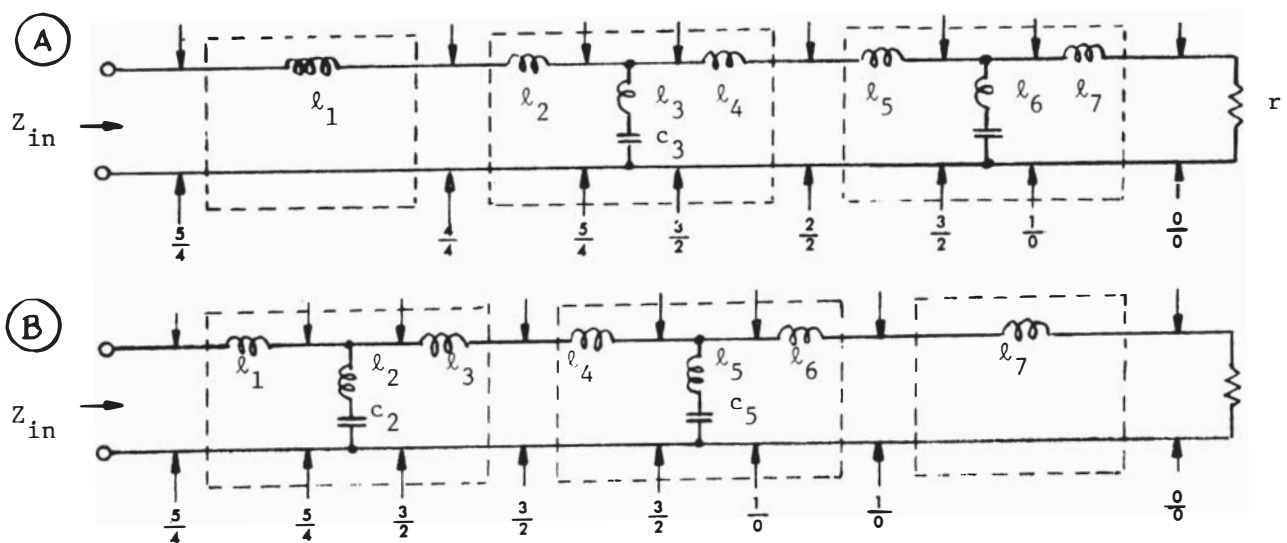 A
ℓ₁
ℓ₂
ℓ₃
ℓ₄
c₃
ℓ₅
ℓ₆
ℓ₇
r
Z_in
5/4
4/4
5/4
3/2
2/2
3/2
1/0
0/0
B
ℓ₁
ℓ₂
ℓ₃
c₂
ℓ₄
ℓ₅
ℓ₆
c₅
ℓ₇
Z_in
5/4
5/4
3/2
3/2
3/2
1/0
1/0
0/0